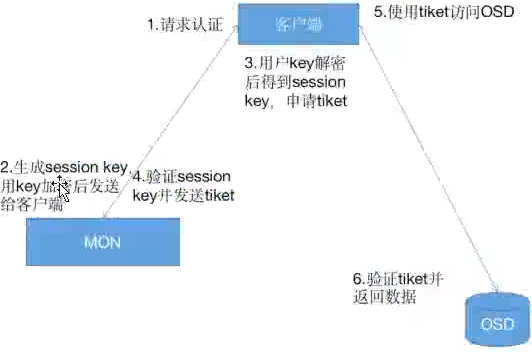 1.请求认证
客户端
5.使用tiket访问OSD
3.用户key解密
后得到session
key，申请tiket
2.生成session key,
用key加密后发送
给客户端
4.验证session
key并发送tiket
MON
6.验证tiket并
返回数据
OSD